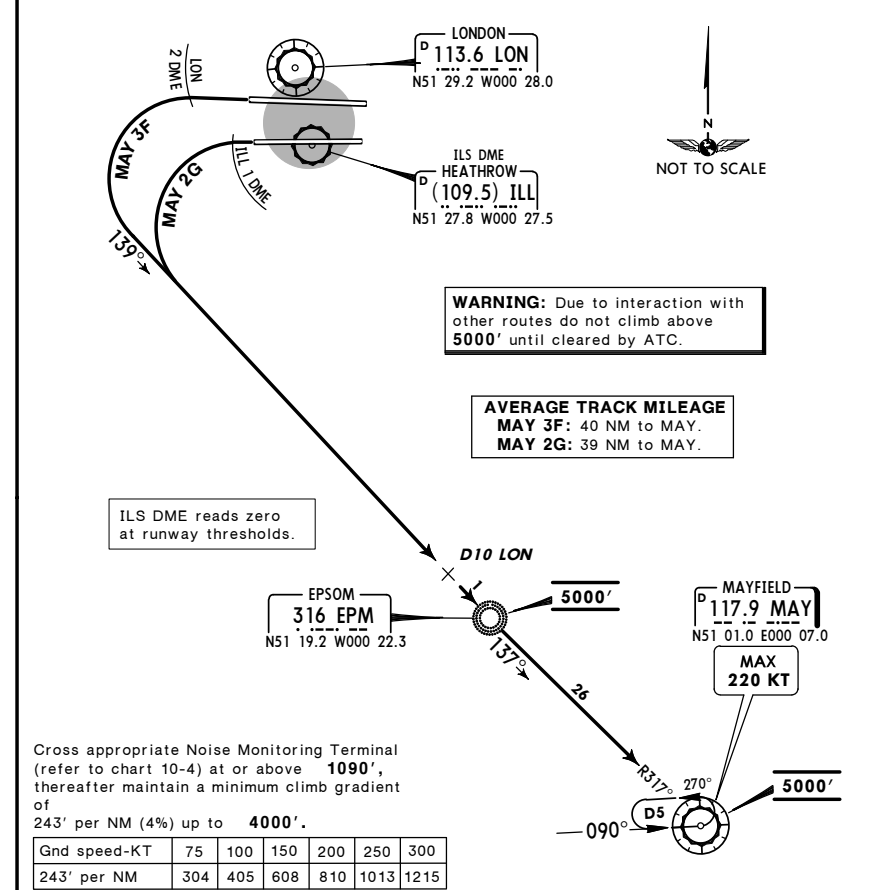 LONDON
D 113.6 LON
N51 29.2 W000 28.0
LON
2 DME
MAY 3F
MAY 2G
ILL 1 DME
ILS DME
HEATHROW
D (109.5) ILL
N51 27.8 W000 27.5
N
NOT TO SCALE
139°
WARNING: Due to interaction with
other routes do not climb above
5000' until cleared by ATC.
AVERAGE TRACK MILEAGE
MAY 3F: 40 NM to MAY.
MAY 2G: 39 NM to MAY.
ILS DME reads zero
at runway thresholds.
D10 LON
1
EPSOM
316 EPM
N51 19.2 W000 22.3
5000'
137°
26
MAYFIELD
D 117.9 MAY
N51 01.0 E000 07.0
MAX
220 KT
R317°
270°
D5
090°
5000'
Cross appropriate Noise Monitoring Terminal
(refer to chart 10-4) at or above 1090',
thereafter maintain a minimum climb gradient
of
243' per NM (4%) up to 4000'.
Gnd speed-KT 75 100 150 200 250 300
243' per NM 304 405 608 810 1013 1215